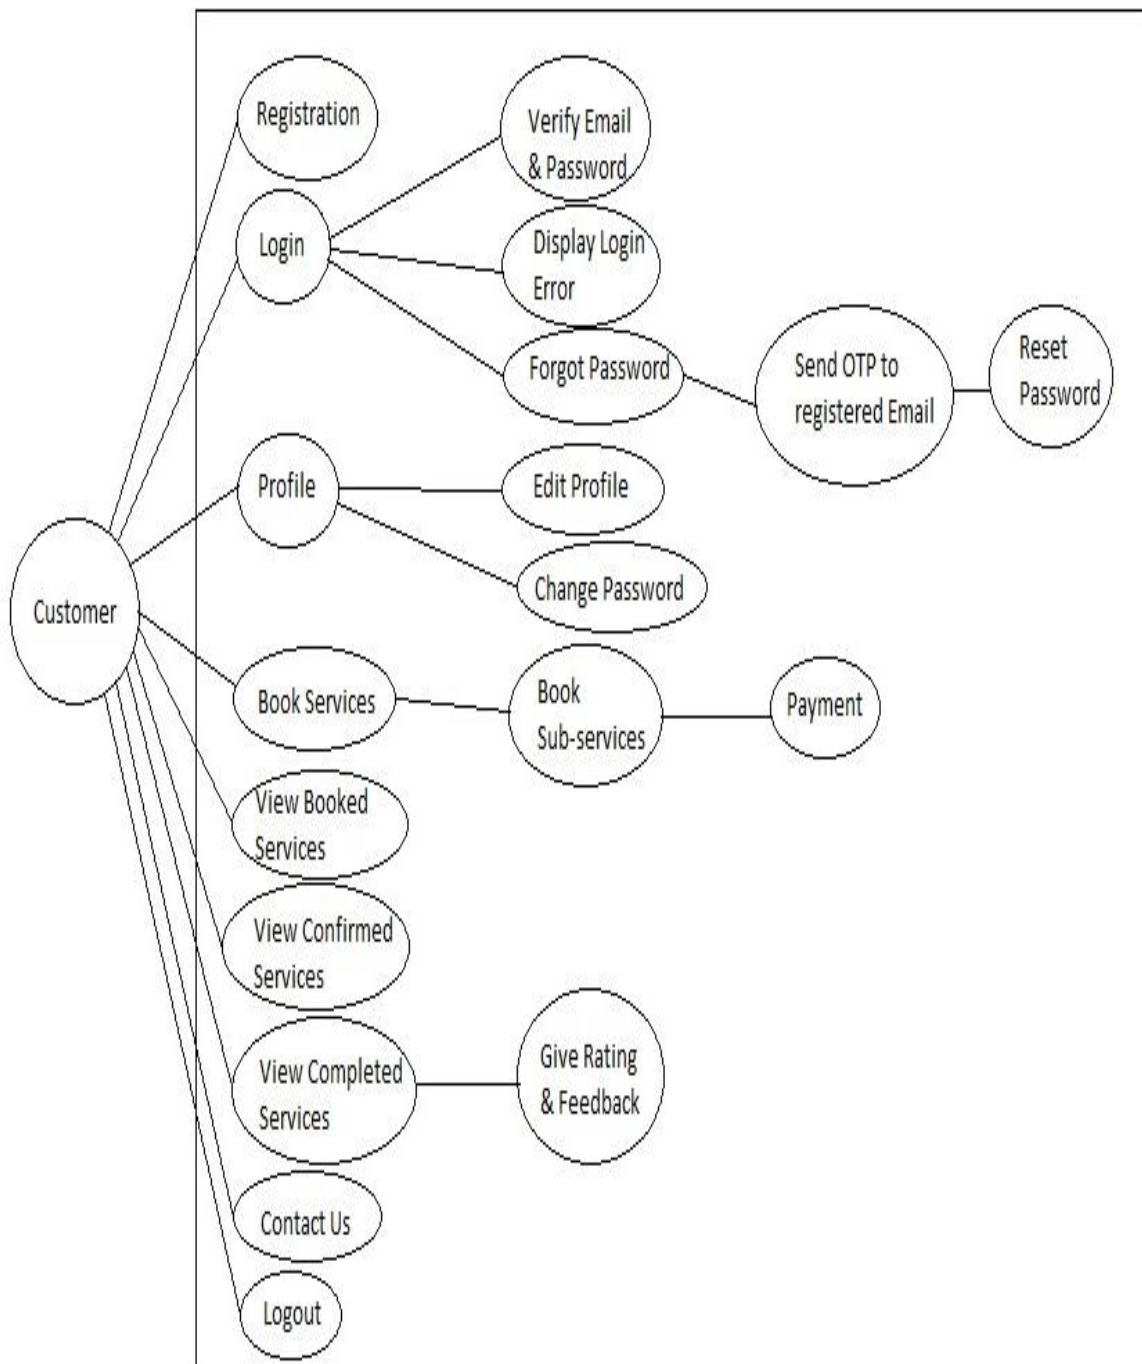 Registration
Verify Email
& Password
Login
Display Login
Error
Forgot Password
Send OTP to
registered Email
Reset
Password
Profile
Edit Profile
Change Password
Customer
Book Services
Book
Sub-services
Payment
View Booked
Services
View Confirmed
Services
View Completed
Services
Give Rating
& Feedback
Contact Us
Logout